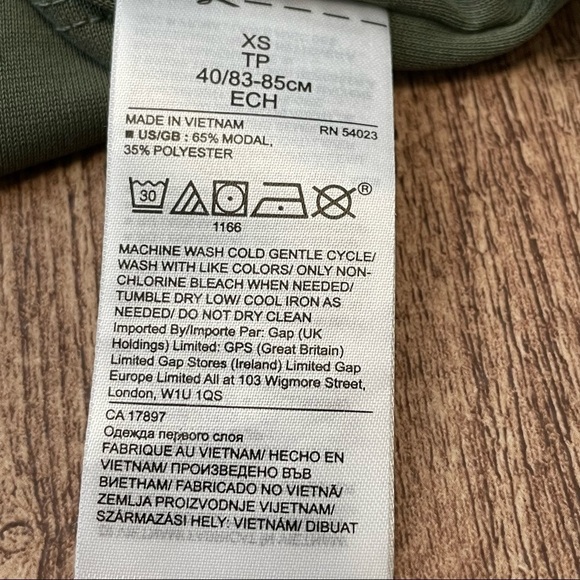 XS
TP
40/83-85см
ECH
MADE IN VIETNAM RN 54023
■ US/GB : 65% MODAL,
35% POLYESTER
30
®
1166
MACHINE WASH COLD GENTLE CYCLE/
WASH WITH LIKE COLORS/ ONLY NON-
CHLORINE BLEACH WHEN NEEDED/
TUMBLE DRY LOW/ COOL IRON AS
NEEDED/ DO NOT DRY CLEAN
Imported By/Importe Par: Gap (UK
Holdings) Limited: GPS (Great Britain)
Limited Gap Stores (Ireland) Limited Gap
Europe Limited All at 103 Wigmore Street,
London, W1U 1QS
CA 17897
Одежда первого слоя
FABRIQUE AU VIETNAM/ HECHO EN
VIETNAM/ ПРОИЗВЕДЕНО ВЪВ
ВИЕТНАМ/ FABRICADO NO VIETNÃ/
ZEMLJA PROIZVODNJE VIJETNAM/
SZÁRMAZÁSI HELY: VIETNÁM/ DIBUAT